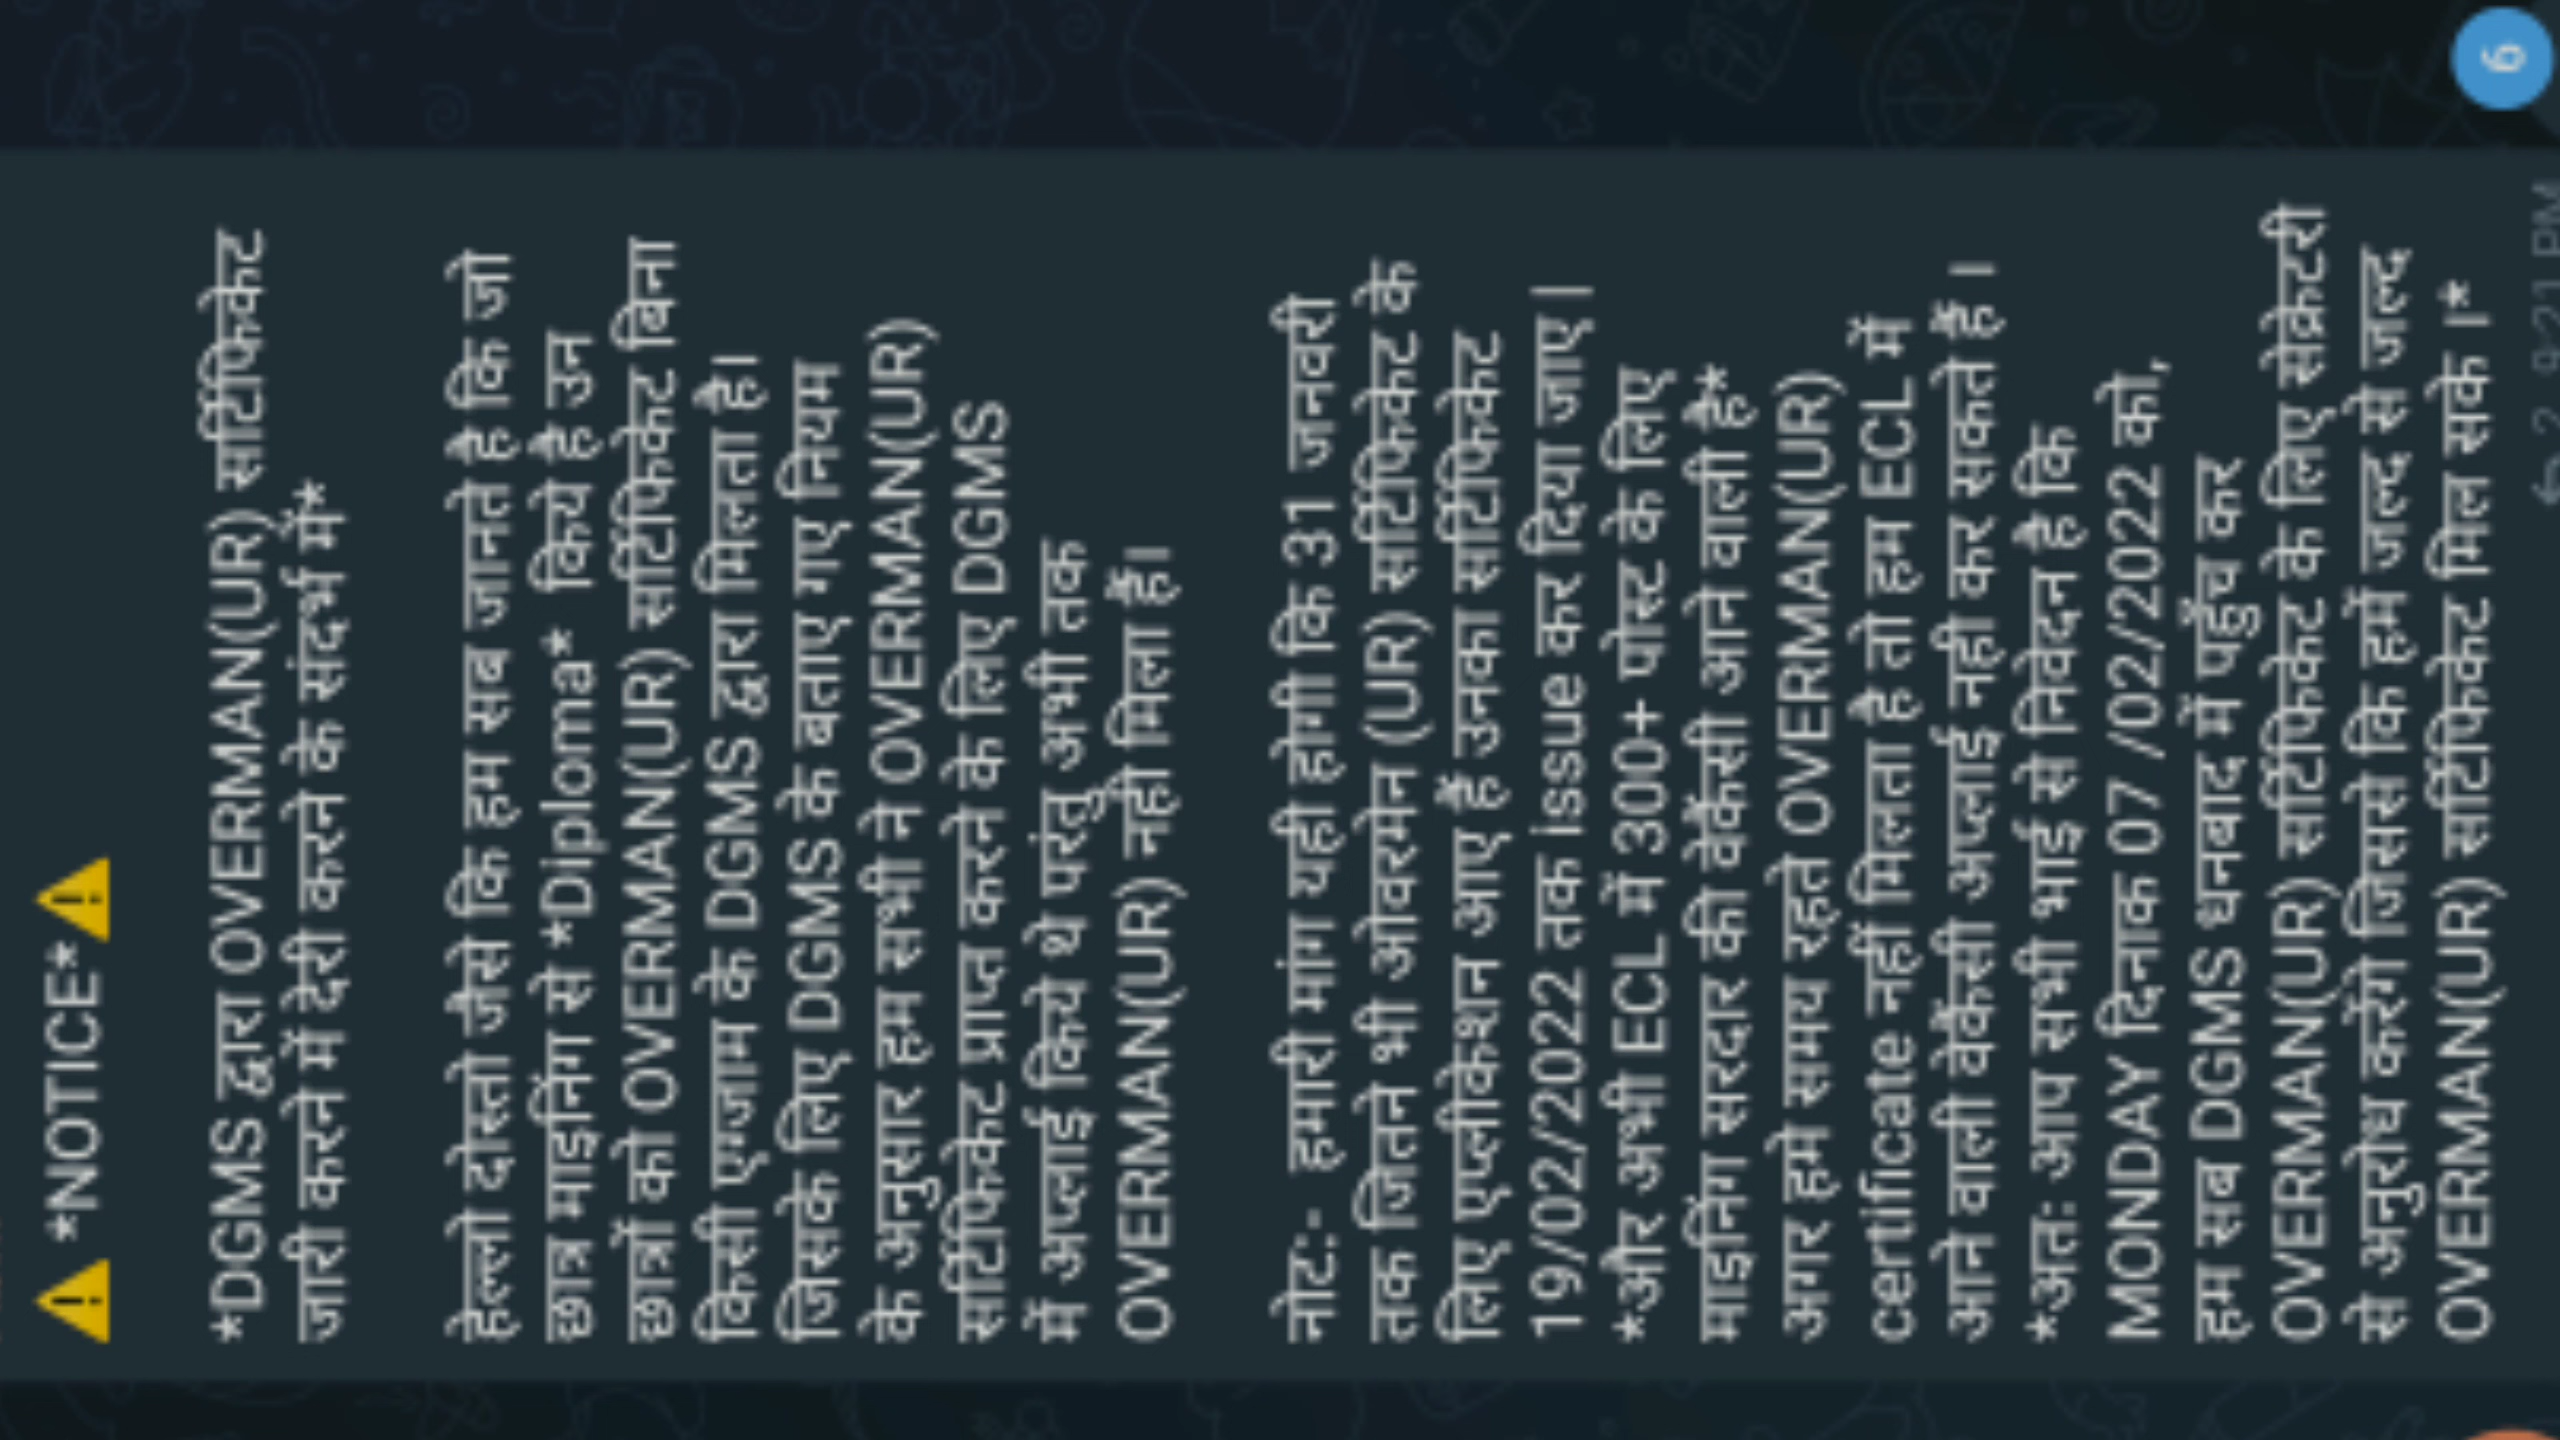 ⚠️ *NOTICE* ⚠️
*DGMS द्वारा OVERMAN(UR) सर्टिफिकेट
जारी करने में देरी करने के संदर्भ में*
हेल्लो दोस्तो जैसे कि हम सब जानते है कि जो
छात्र माइनिंग से *Diploma* किये है उन
छात्रों को OVERMAN(UR) सर्टिफिकेट बिना
किसी एग्जाम के DGMS द्वारा मिलता है।
जिसके लिए DGMS के बताए गए नियम
के अनुसार हम सभी ने OVERMAN(UR)
सर्टिफिकेट प्राप्त करने के लिए DGMS
में अप्लाई किये थे परंतु अभी तक
OVERMAN(UR) नही मिला हैं।
नोट:- हमारी मांग यही होगी कि 31 जनवरी
तक जितने भी ओवरमैन (UR) सर्टिफिकेट के
लिए एप्लीकेशन आए हैं उनका सर्टिफिकेट
19/02/2022 तक issue कर दिया जाए |
*और अभी ECL में 300+ पोस्ट के लिए
माइनिंग सरदार की वेकेंसी आने वाली है*
अगर हमे समय रहते OVERMAN(UR)
certificate नहीं मिलता है तो हम ECL में
आने वाली वेकेंसी अप्लाई नही कर सकते हैं ।
*अतः आप सभी भाई से निवेदन है कि
MONDAY दिनाक 07 /02/2022 को,
हम सब DGMS धनबाद में पहुँच कर
OVERMAN(UR) सर्टिफिकेट के लिए सेक्रेटरी
से अनुरोध करेंगे जिससे कि हमें जल्द से जल्द
OVERMAN(UR) सर्टिफिकेट मिल सके ।*
2 9:21 PM
6